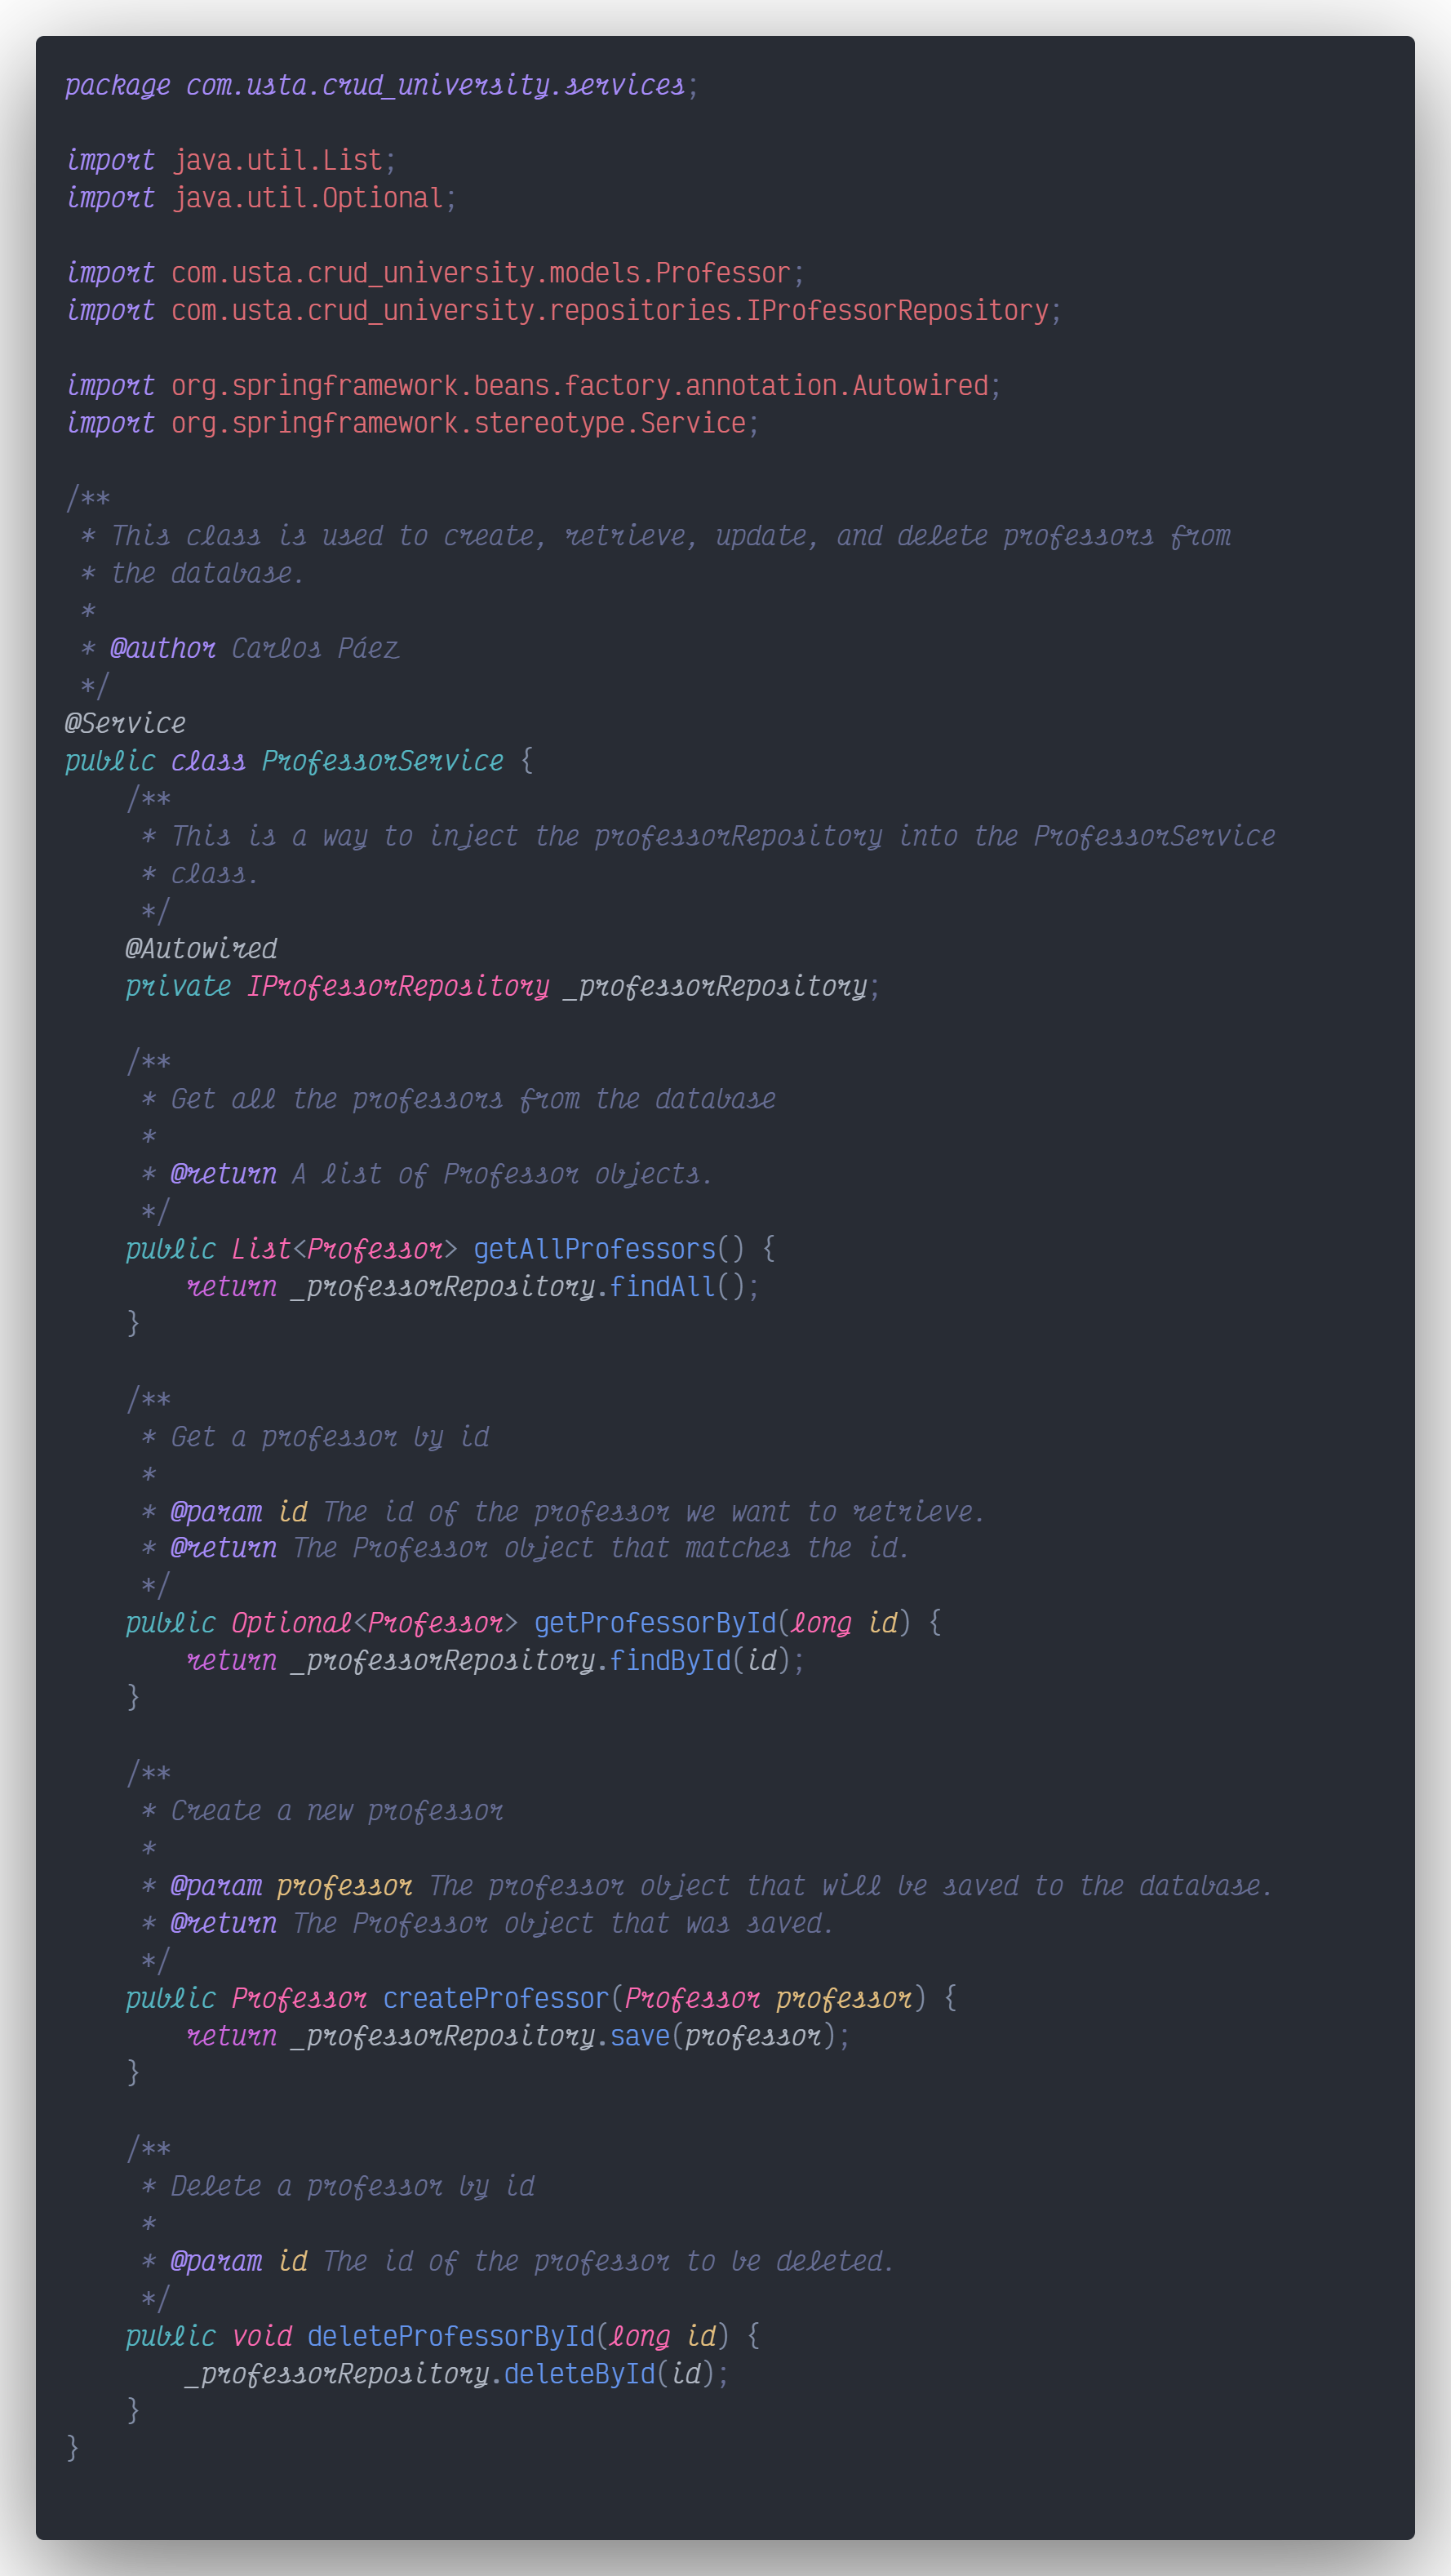 package com.usta.crud_university.services;

import java.util.List;
import java.util.Optional;

import com.usta.crud_university.models.Professor;
import com.usta.crud_university.repositories.IProfessorRepository;

import org.springframework.beans.factory.annotation.Autowired;
import org.springframework.stereotype.Service;

/**
 * This class is used to create, retrieve, update, and delete professors from
 * the database.
 *
 * @author Carlos Páez
 */
@Service
public class ProfessorService {
    /**
     * This is a way to inject the professorRepository into the ProfessorService
     * class.
     */
    @Autowired
    private IProfessorRepository _professorRepository;

    /**
     * Get all the professors from the database
     *
     * @return A list of Professor objects.
     */
    public List<Professor> getAllProfessors() {
        return _professorRepository.findAll();
    }

    /**
     * Get a professor by id
     *
     * @param id The id of the professor we want to retrieve.
     * @return The Professor object that matches the id.
     */
    public Optional<Professor> getProfessorById(long id) {
        return _professorRepository.findById(id);
    }

    /**
     * Create a new professor
     *
     * @param professor The professor object that will be saved to the database.
     * @return The Professor object that was saved.
     */
    public Professor createProfessor(Professor professor) {
        return _professorRepository.save(professor);
    }

    /**
     * Delete a professor by id
     *
     * @param id The id of the professor to be deleted.
     */
    public void deleteProfessorById(long id) {
        _professorRepository.deleteById(id);
    }
}